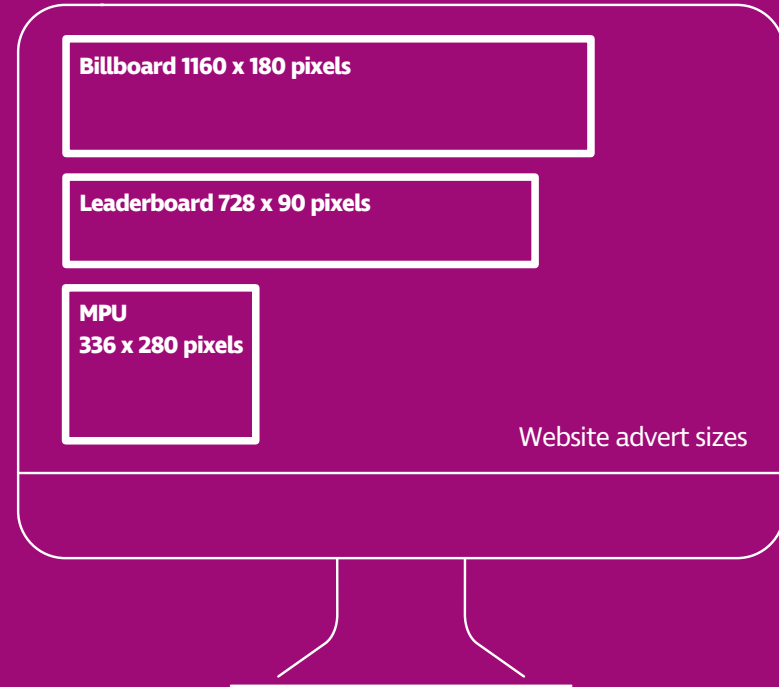 Billboard 1160 x 180 pixels
Leaderboard 728 x 90 pixels
MPU
336 x 280 pixels
Website advert sizes